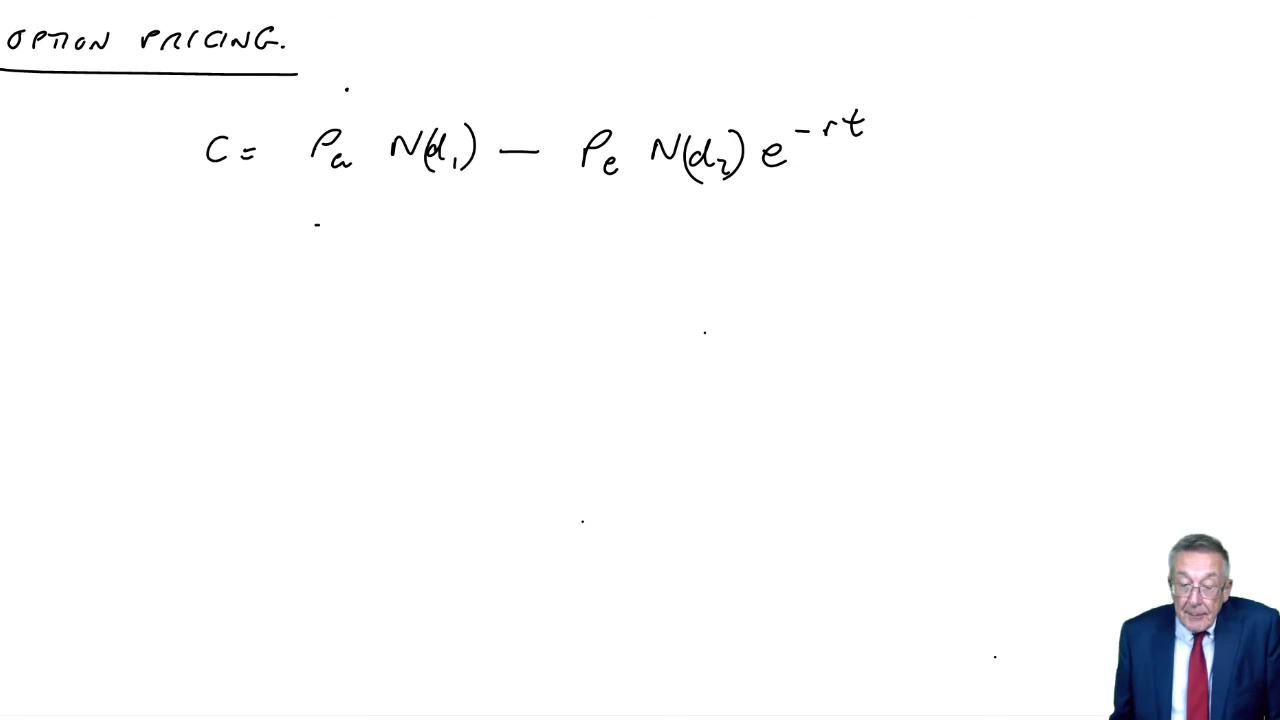 OPTION PRICING.
C = Pa N(d1) — Pe N(d2) e^-rt